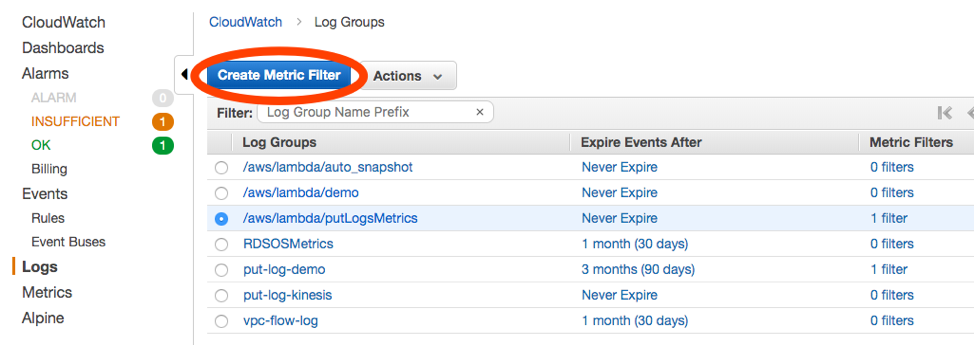 CloudWatch
Dashboards
Alarms
ALARM 0
INSUFFICIENT 1
OK 1
Billing
Events
Rules
Event Buses
Logs
Metrics
Alpine
CloudWatch > Log Groups
Create Metric Filter Actions
Filter: Log Group Name Prefix ×
Log Groups Expire Events After Metric Filters
/aws/lambda/auto_snapshot Never Expire 0 filters
/aws/lambda/demo Never Expire 0 filters
/aws/lambda/putLogsMetrics Never Expire 1 filter
RDSOSMetrics 1 month (30 days) 0 filters
put-log-demo 3 months (90 days) 1 filter
put-log-kinesis Never Expire 0 filters
vpc-flow-log 1 month (30 days) 0 filters